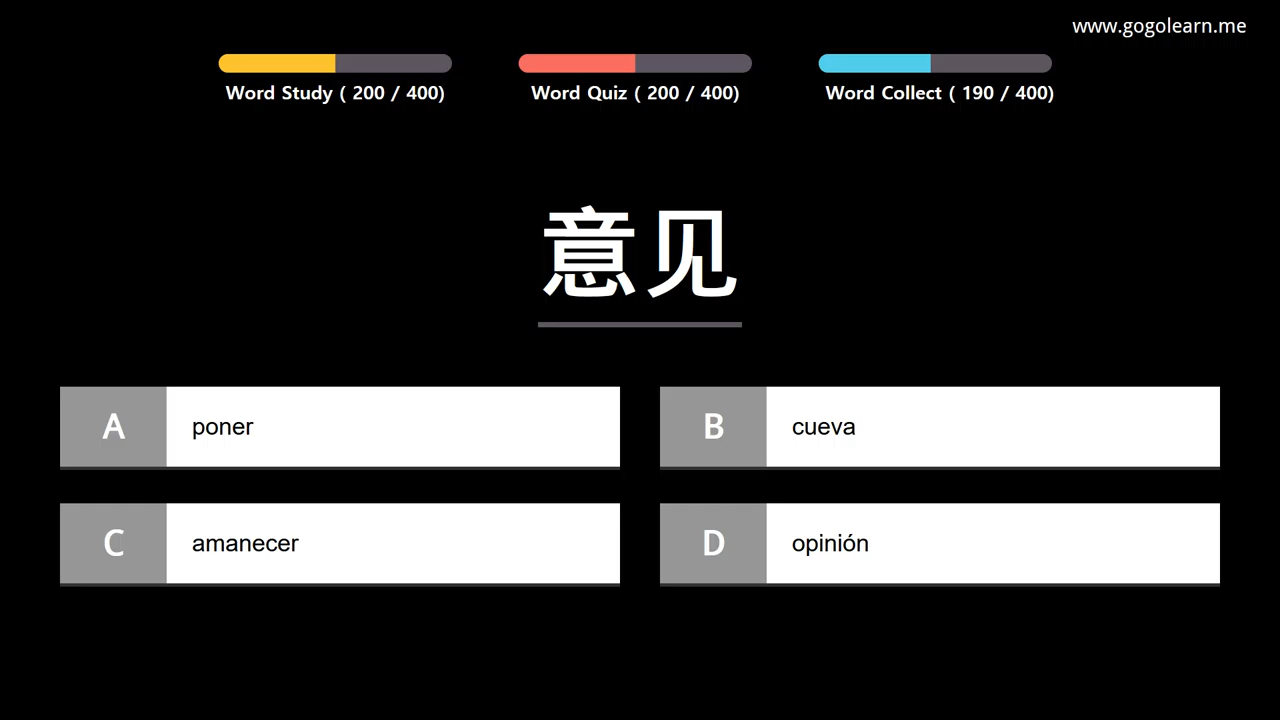 www.gogolearn.me
Word Study ( 200 / 400)
Word Quiz ( 200 / 400)
Word Collect ( 190 / 400)
意见
A poner
B cueva
C amanecer
D opinión